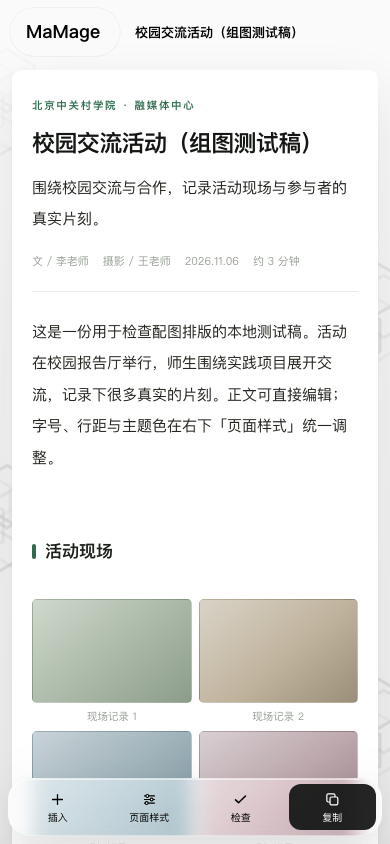 MaMage
校园交流活动（组图测试稿）
北京中关村学院 · 融媒体中心
校园交流活动（组图测试稿）
围绕校园交流与合作，记录活动现场与参与者的
真实片刻。
文 / 李老师 摄影 / 王老师 2026.11.06 约 3 分钟
这是一份用于检查配图排版的本地测试稿。活动
在校园报告厅举行，师生围绕实践项目展开交
流，记录下很多真实的片刻。正文可直接编辑；
字号、行距与主题色在右下「页面样式」统一调
整。
活动现场
现场记录 1 现场记录 2
插入 页面样式 检查 复制